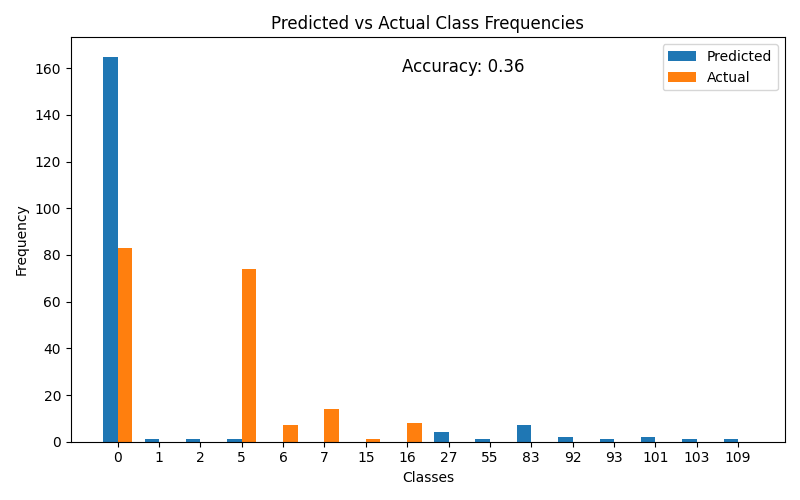 Predicted vs Actual Class Frequencies
Accuracy: 0.36
Predicted
Actual
Frequency
160
140
120
100
80
60
40
20
0
0 1 2 5 6 7 15 16 27 55 83 92 93 101 103 109
Classes